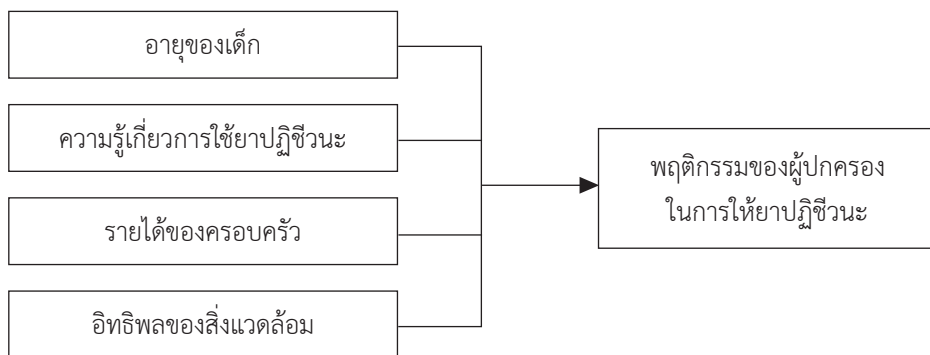 อายุของเด็ก
ความรู้เกี่ยวการใช้ยาปฏิชีวนะ
รายได้ของครอบครัว
อิทธิพลของสิ่งแวดล้อม
พฤติกรรมของผู้ปกครอง
ในการให้ยาปฏิชีวนะ